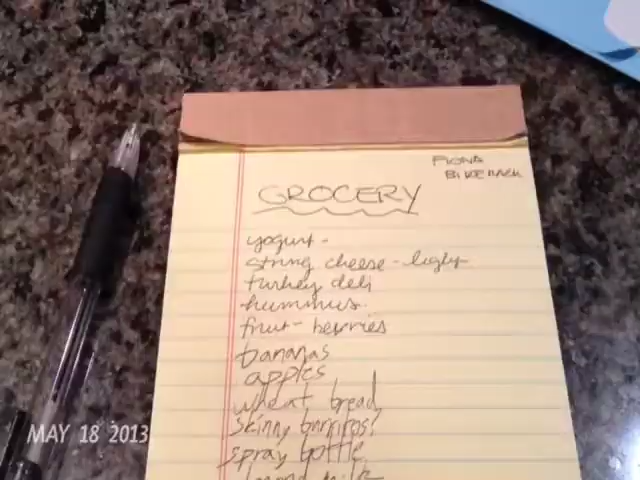 FIONA
BIKE RACK
GROCERY
yogurt -
string cheese - light
turkey deli
hummus
fruit - berries
bananas
apples
wheat bread
skinny burritos?
spray bottle
milk
MAY 18 2013